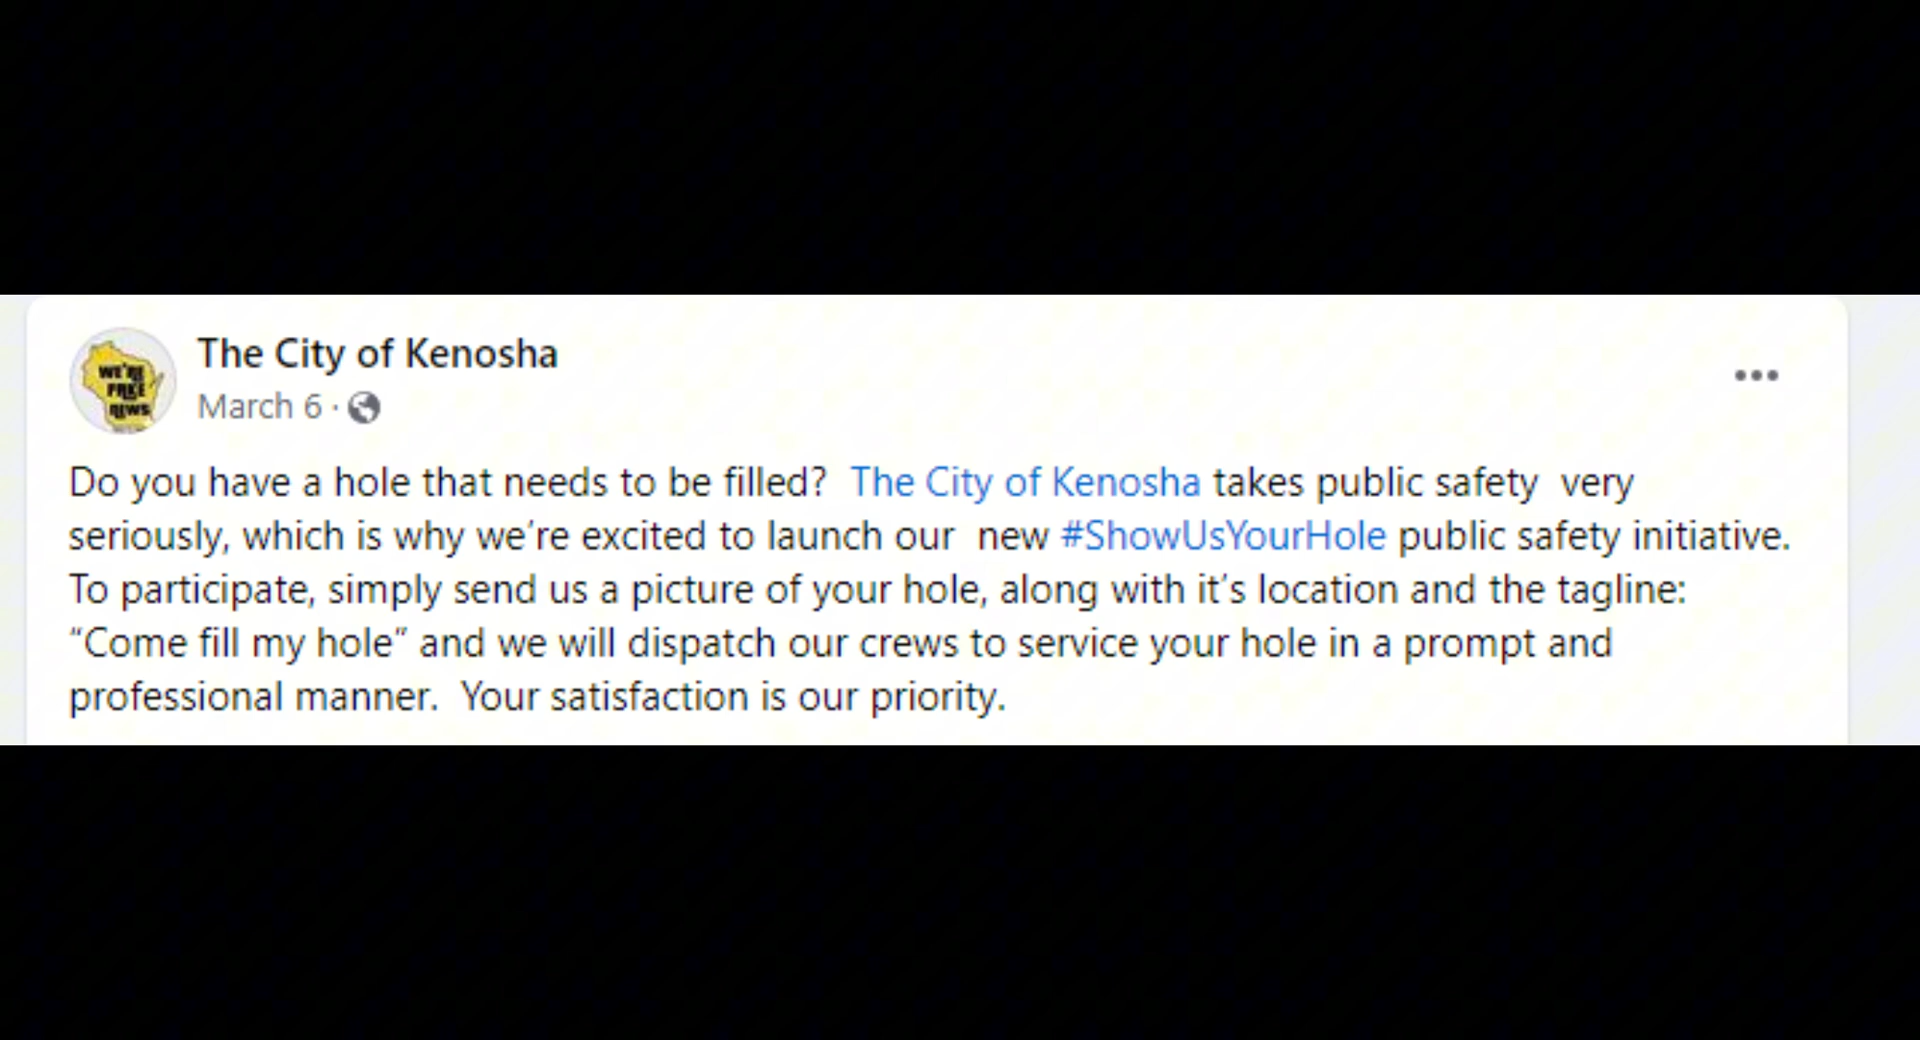 WE'RE
FAKE
NEWS
The City of Kenosha
March 6 ·
Do you have a hole that needs to be filled?  The City of Kenosha takes public safety  very
seriously, which is why we’re excited to launch our  new #ShowUsYourHole public safety initiative.
To participate, simply send us a picture of your hole, along with it’s location and the tagline:
“Come fill my hole” and we will dispatch our crews to service your hole in a prompt and
professional manner.  Your satisfaction is our priority.